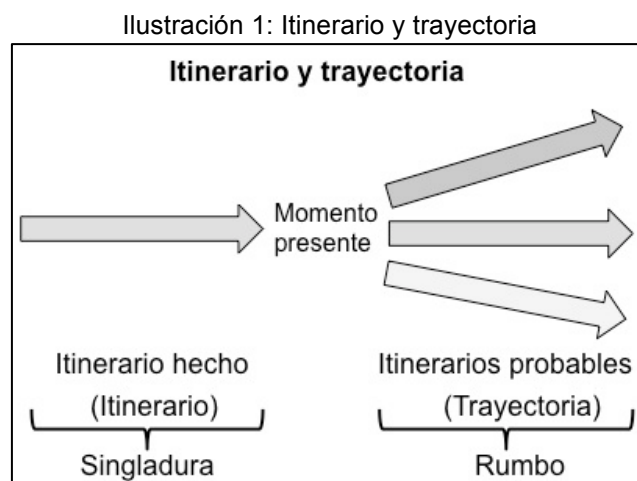 Ilustración 1: Itinerario y trayectoria
Itinerario y trayectoria
Momento
presente
Itinerario hecho
(Itinerario)
Singladura
Itinerarios probables
(Trayectoria)
Rumbo